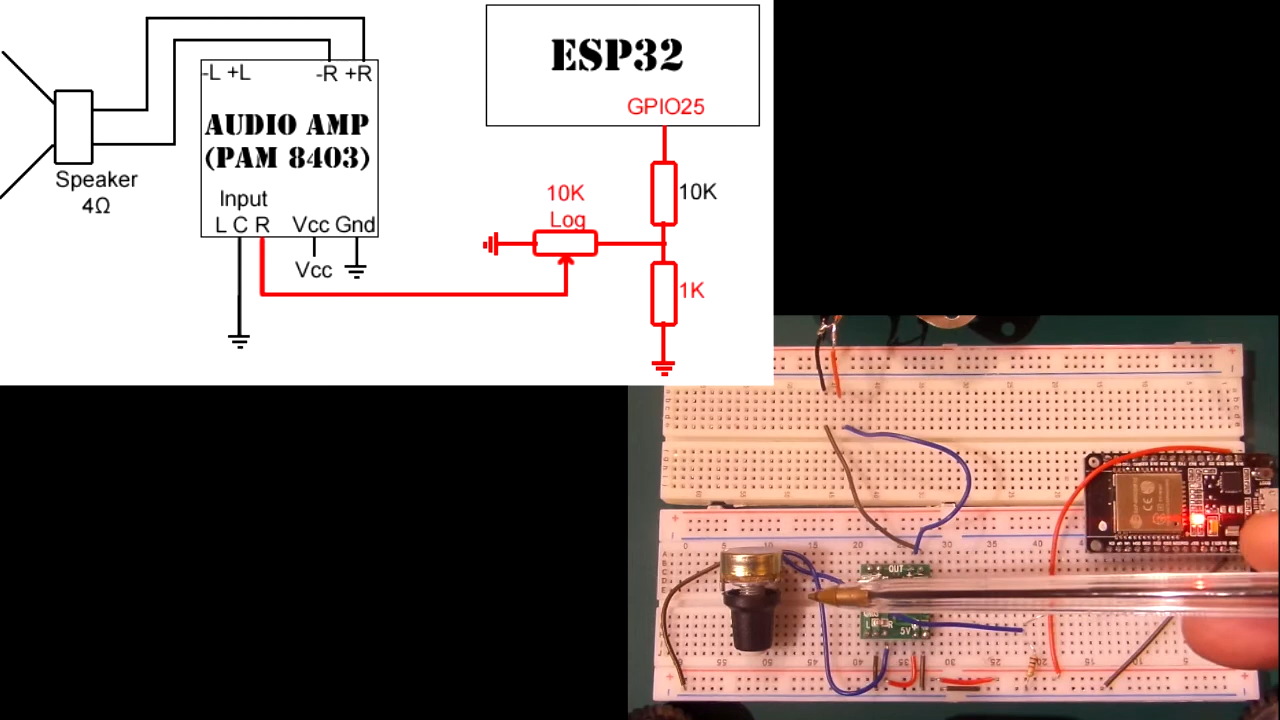 -L +L -R +R
AUDIO AMP
(PAM 8403)
Input
L C R Vcc Gnd
Vcc
Speaker
4Ω
ESP32
GPIO25
10K
10K
Log
1K
OUT
L R
5V